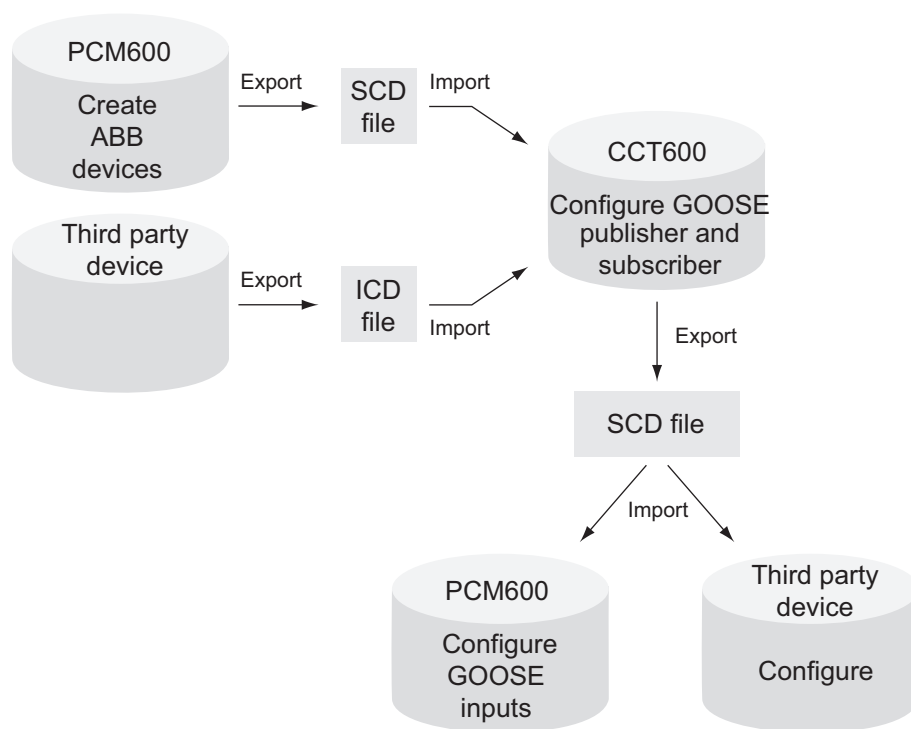 PCM600
Create
ABB
devices
Export
SCD
file
Import
CCT600
Configure GOOSE
publisher and
subscriber
Third party
device
Export
ICD
file
Import
Export
SCD file
Import
PCM600
Configure
GOOSE
inputs
Third party
device
Configure